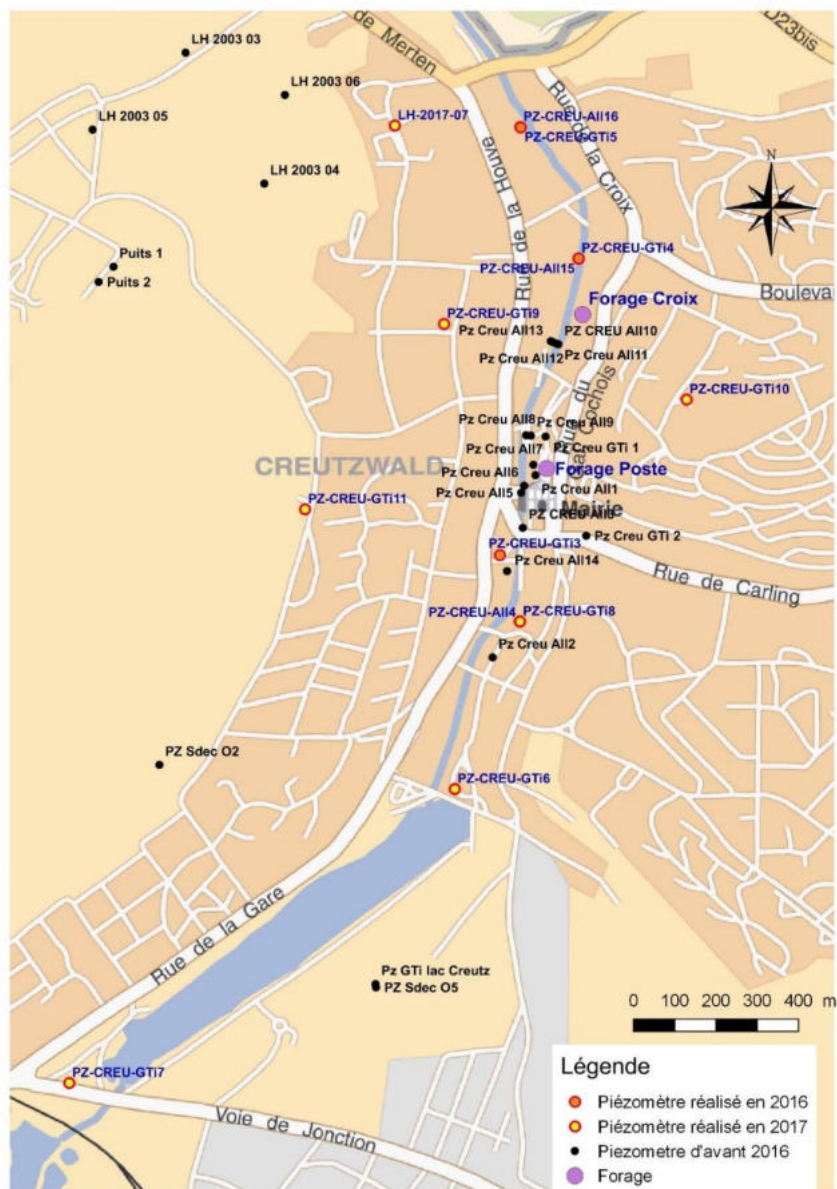 D23bis
LH 2003 03
de Merten
LH 2003 06
LH 2003 05
LH-2017-07
PZ-CREU-All16
PZ-CREU-GTi5
Rue de la Croix
N
LH 2003 04
Rue de la Houve
PZ-CREU-GTi4
Puits 1
PZ-CREU-All15
Puits 2
Bouleva
Forage Croix
PZ-CREU-GTi9
Pz Creu All13
PZ CREU All10
Pz Creu All12
Pz Creu All11
PZ-CREU-GTi10
Cochois
du
Pz Creu All8
Pz Creu All9
Pz Creu All7
Pz Creu GTi 1
CREUTZWALD
Pz Creu All6
Forage Poste
Pz Creu All5
Pz Creu All1
PZ-CREU-GTi11
Mairie
PZ CREU All3
Pz Creu GTi 2
PZ-CREU-GTi3
Pz Creu All14
Rue de Carling
PZ-CREU-All4
PZ-CREU-GTi8
Pz Creu All2
PZ Sdec O2
PZ-CREU-GTi6
Rue de la Gare
Pz GTi lac Creutz
PZ Sdec O5
0 100 200 300 400 m
PZ-CREU-GTi7
Voie de Jonction
Légende
Piézomètre réalisé en 2016
Piézomètre réalisé en 2017
Piezometre d'avant 2016
Forage